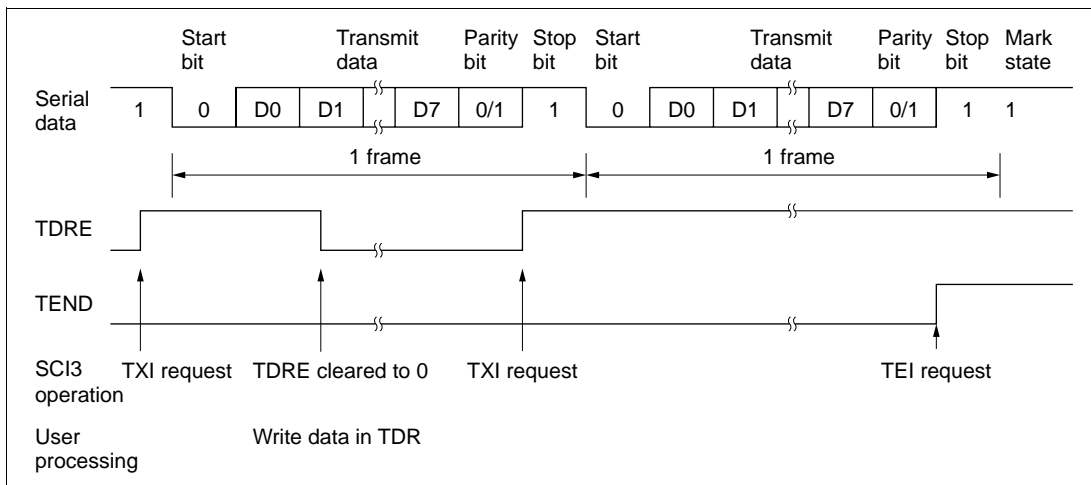 Start Transmit Parity Stop Start Transmit Parity Stop Mark
bit data bit bit bit data bit bit state
Serial
data
1 0 D0 D1 D7 0/1 1 0 D0 D1 D7 0/1 1 1
1 frame 1 frame
TDRE
TEND
SCI3 TXI request TDRE cleared to 0 TXI request TEI request
operation
User Write data in TDR
processing